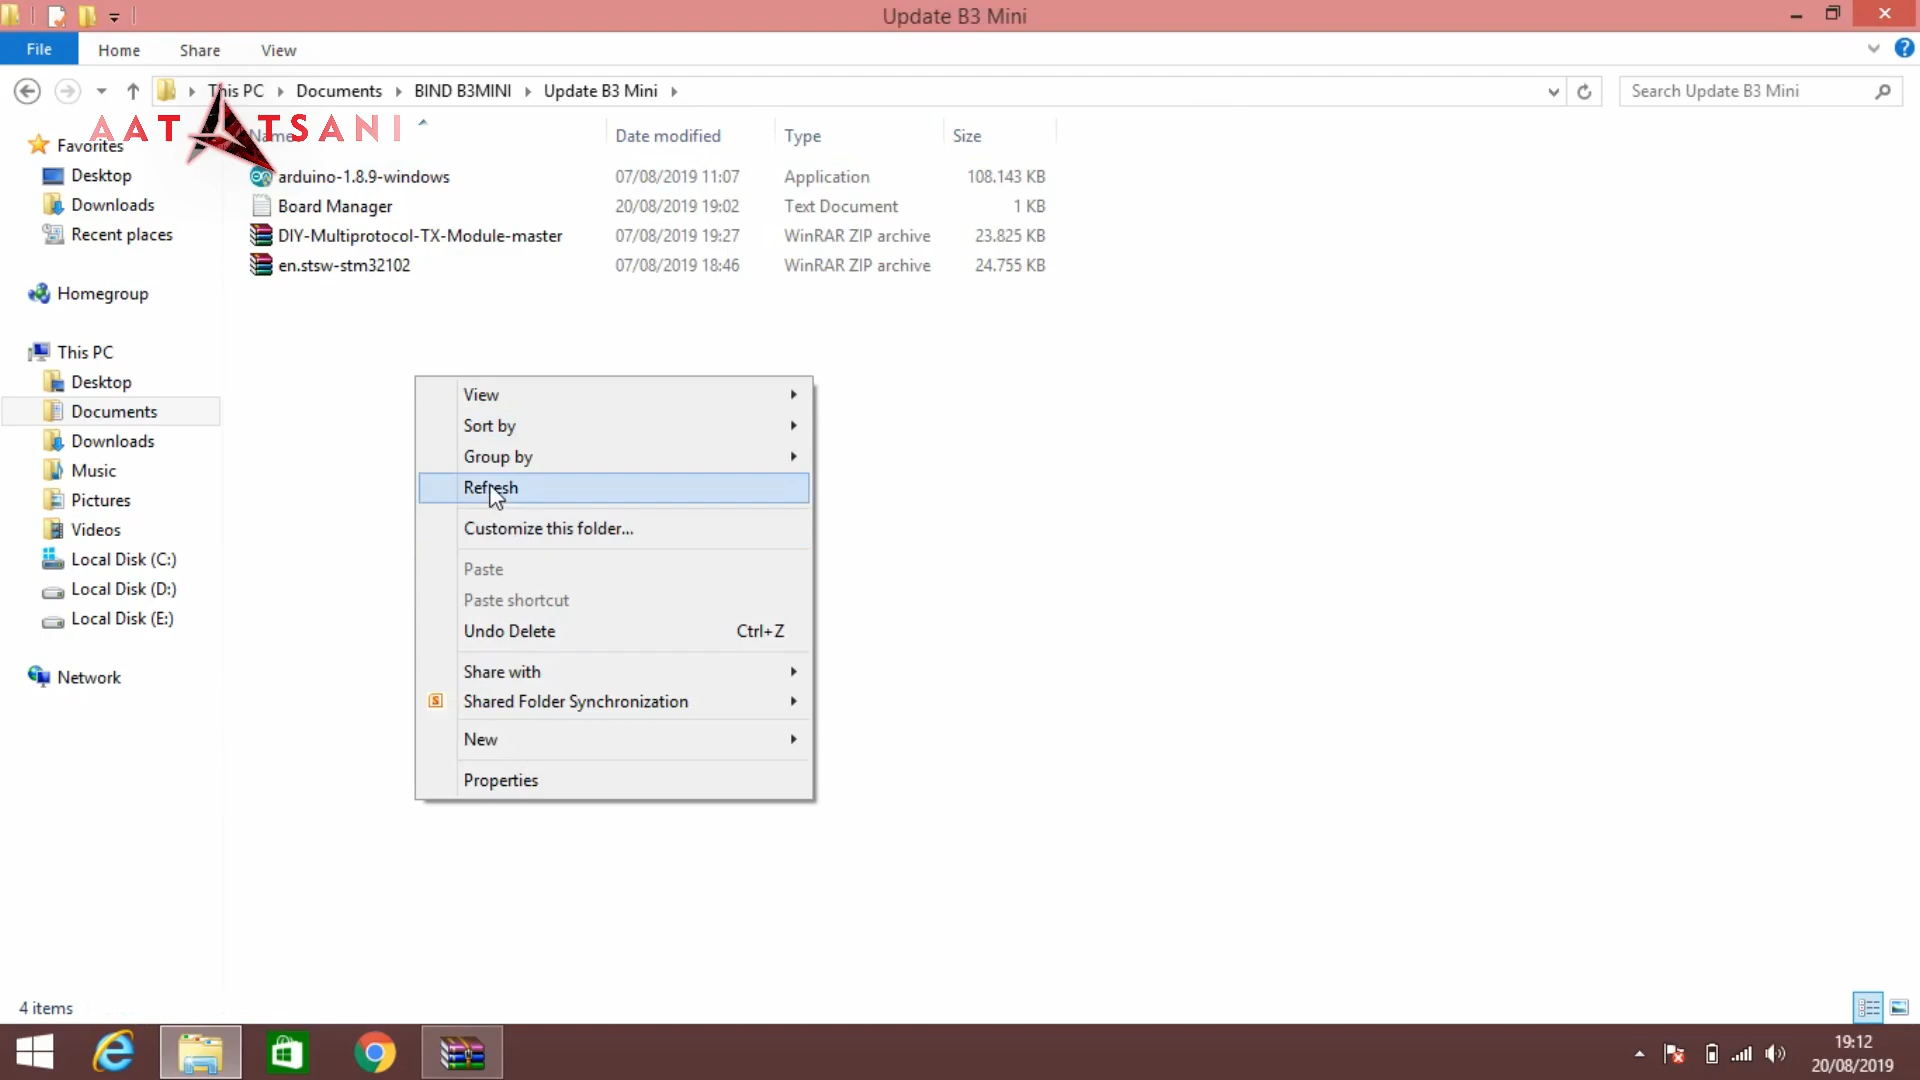 Update B3 Mini
File Home Share View
This PC Documents BIND B3MINI Update B3 Mini
Search Update B3 Mini
AAT TSANI
Name Date modified Type Size
arduino-1.8.9-windows 07/08/2019 11:07 Application 108.143 KB
Board Manager 20/08/2019 19:02 Text Document 1 KB
DIY-Multiprotocol-TX-Module-master 07/08/2019 19:27 WinRAR ZIP archive 23.825 KB
en.stsw-stm32102 07/08/2019 18:46 WinRAR ZIP archive 24.755 KB
Favorites
Desktop
Downloads
Recent places
Homegroup
This PC
Desktop
Documents
Downloads
Music
Pictures
Videos
Local Disk (C:)
Local Disk (D:)
Local Disk (E:)
Network
View
Sort by
Group by
Refresh
Customize this folder...
Paste
Paste shortcut
Undo Delete Ctrl+Z
Share with
S Shared Folder Synchronization
New
Properties
4 items
19:12
20/08/2019